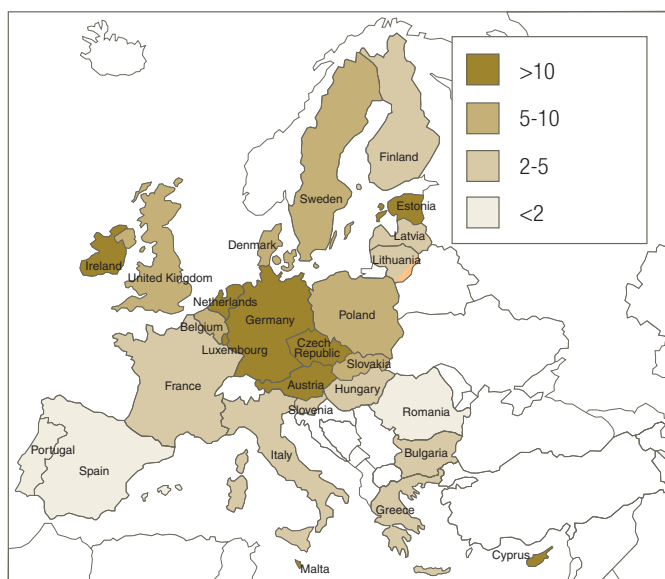 >10
5-10
2-5
<2
Finland
Sweden
Estonia
Latvia
Lithuania
Denmark
Ireland
United Kingdom
Netherlands
Belgium
Germany
Poland
Luxembourg
Czech
Republic
Slovakia
France
Austria
Hungary
Slovenia
Romania
Portugal
Spain
Italy
Bulgaria
Greece
Cyprus
Malta